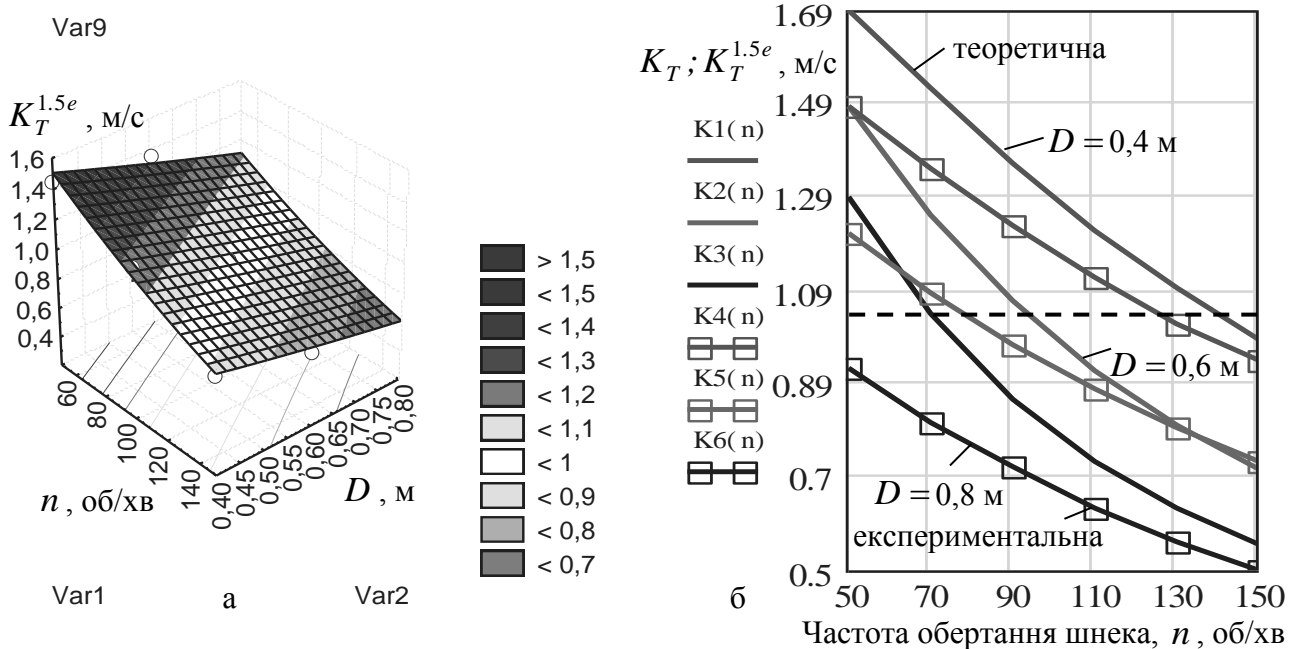 Var9
K_T^{1.5e} , м/с
1,6
1,4
1,2
1,0
0,8
0,6
0,4
60
80
100
120
140
n , об/хв
0,40
0,45
0,50
0,55
0,60
0,65
0,70
0,75
0,80
D , м
> 1,5
< 1,5
< 1,4
< 1,3
< 1,2
< 1,1
< 1
< 0,9
< 0,8
< 0,7
Var1
а
Var2
K_T ; K_T^{1.5e} , м/с
1.69
1.49
1.29
1.09
0.89
0.7
0.5
K1( n)
K2( n)
K3( n)
K4( n)
K5( n)
K6( n)
теоретична
D = 0,4 м
D = 0,6 м
D = 0,8 м
експериментальна
50 70 90 110 130 150
б
Частота обертання шнека, n , об/хв